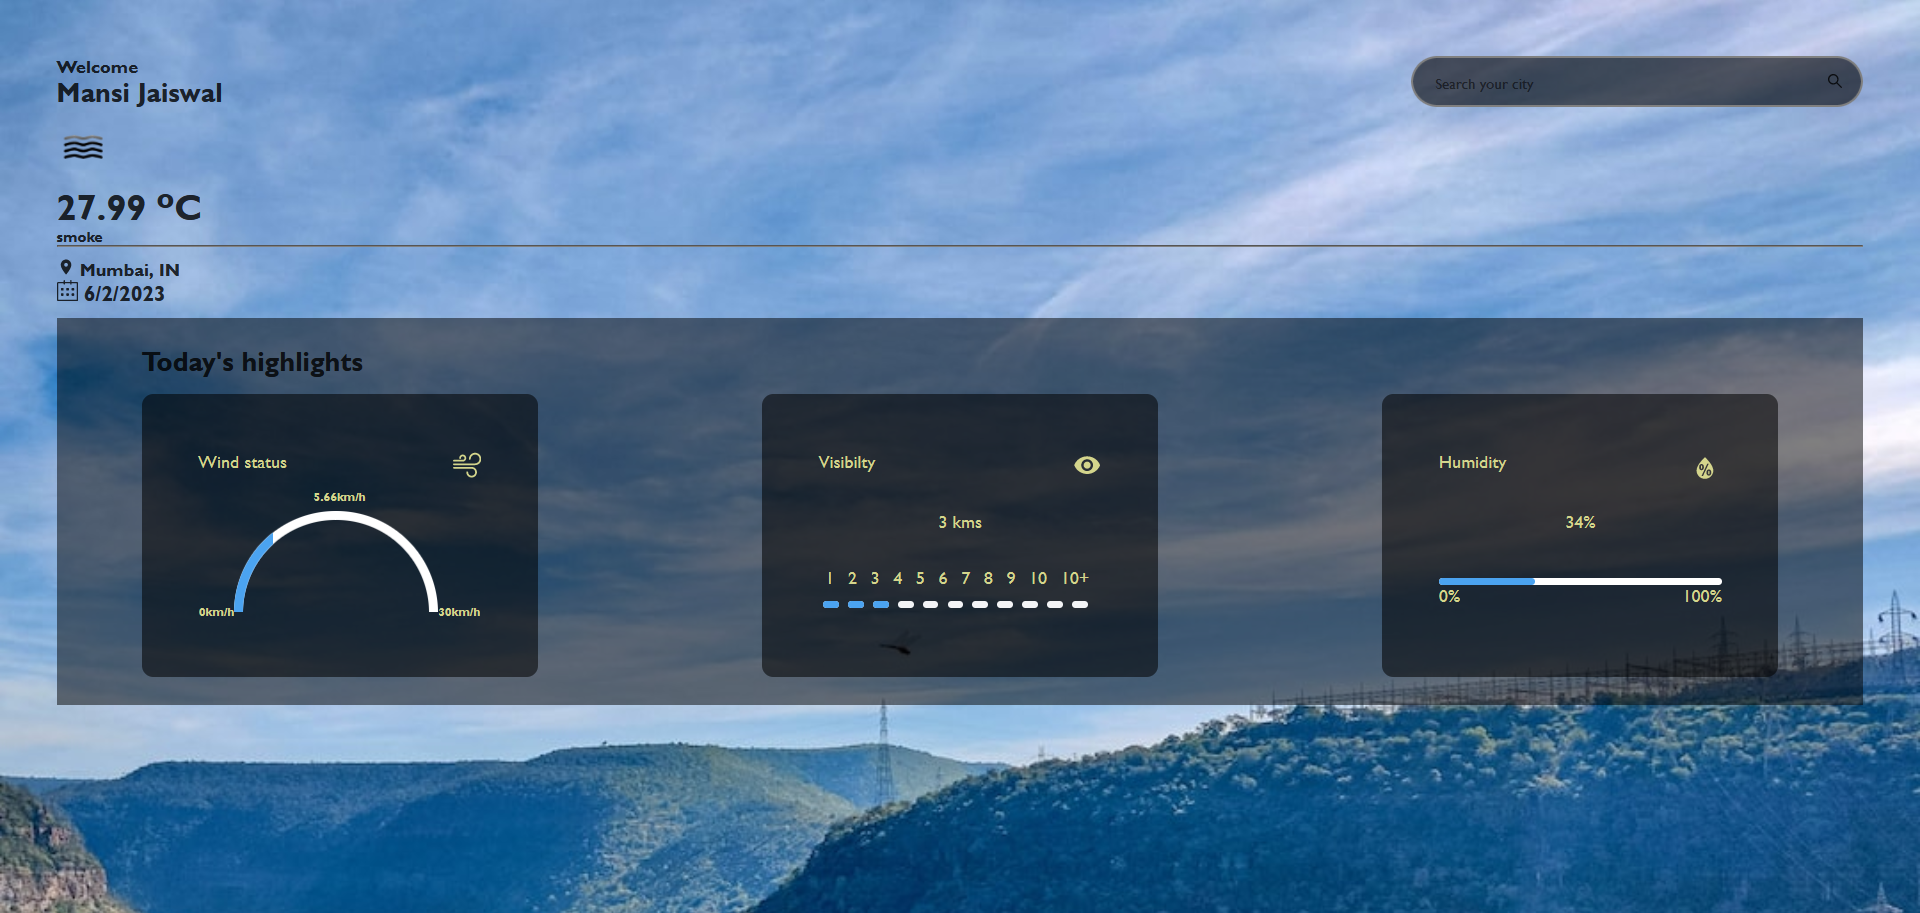 Welcome
Mansi Jaiswal
Search your city
27.99 °C
smoke
Mumbai, IN
6/2/2023
Today's highlights
Wind status
5.66km/h
0km/h 30km/h
Visibilty
3 kms
1 2 3 4 5 6 7 8 9 10 10+
Humidity
%
34%
0% 100%